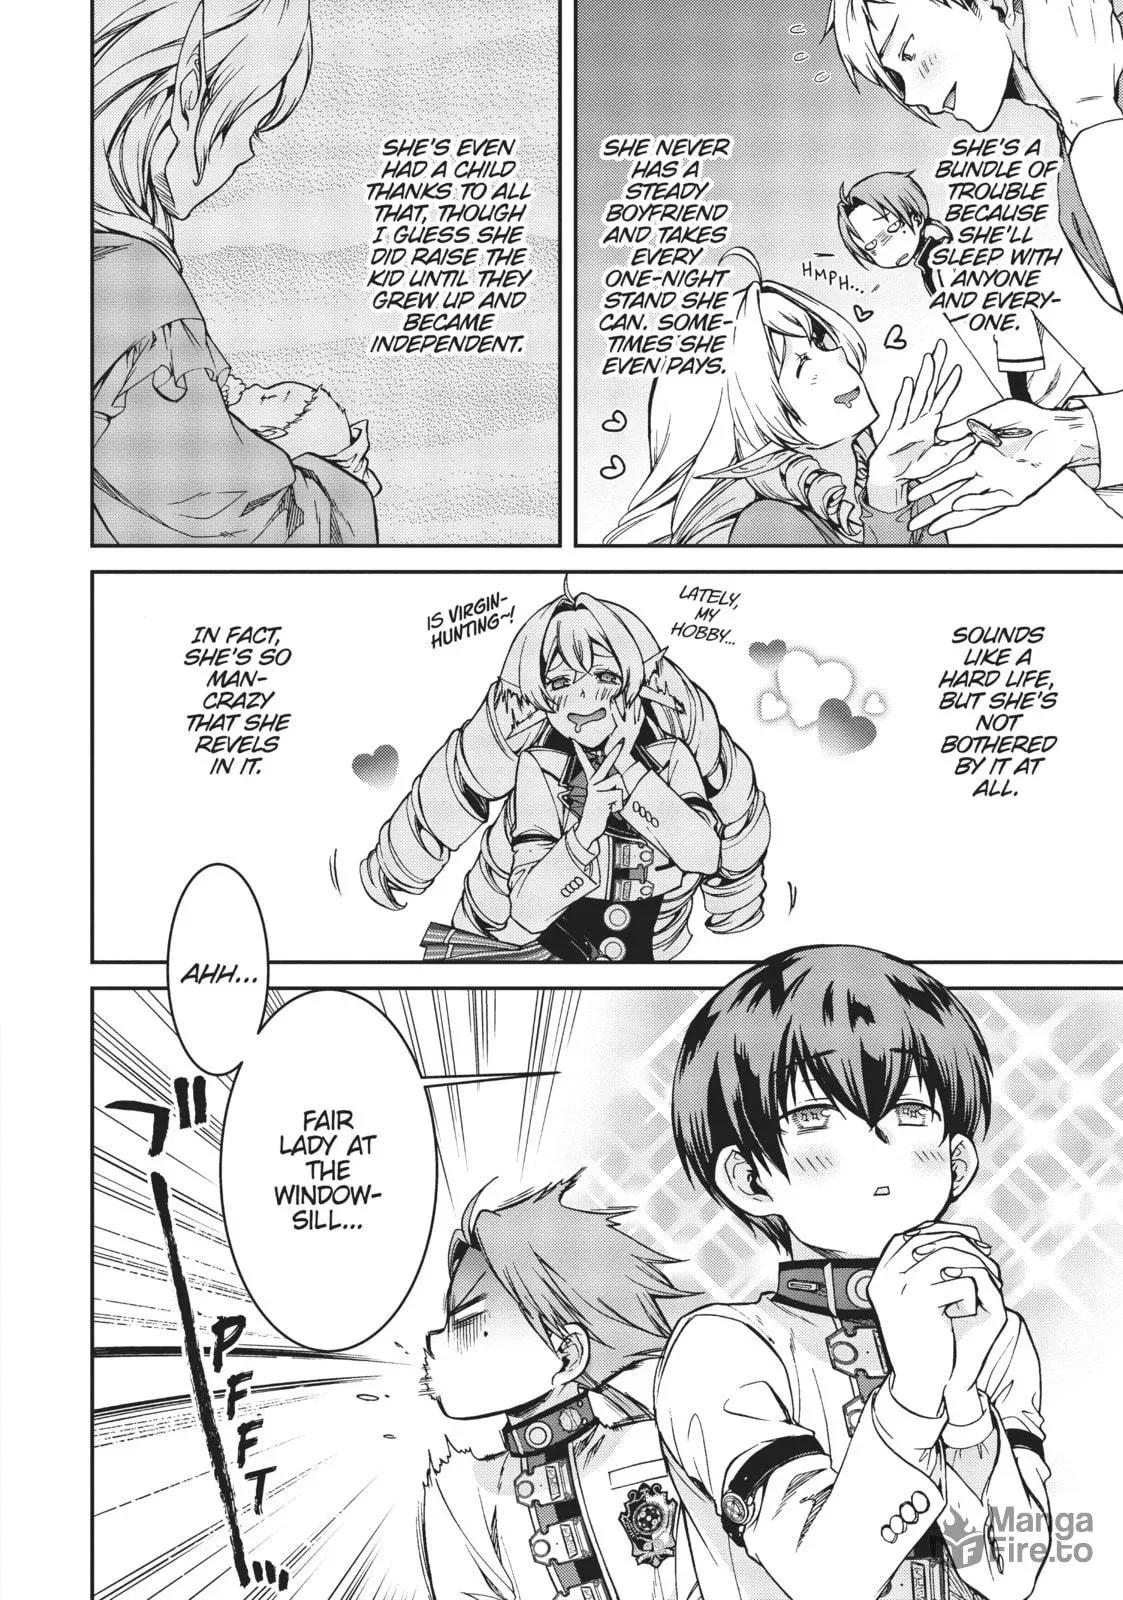 SHE'S A
BUNDLE OF
TROUBLE
BECAUSE
SHE'LL
SLEEP WITH
ANYONE
AND EVERY-
ONE.
HMPH...
SHE NEVER
HAS A
STEADY
BOYFRIEND
AND TAKES
EVERY
ONE-NIGHT
STAND SHE
CAN. SOME-
TIMES SHE
EVEN PAYS.
SHE'S EVEN
HAD A CHILD
THANKS TO ALL
THAT, THOUGH
I GUESS SHE
DID RAISE THE
KID UNTIL THEY
GREW UP AND
BECAME
INDEPENDENT.
SOUNDS
LIKE A
HARD LIFE,
BUT SHE'S
NOT
BOTHERED
BY IT AT
ALL.
LATELY,
MY
HOBBY...
IS VIRGIN-
HUNTING~!
IN FACT,
SHE'S SO
MAN-
CRAZY
THAT SHE
REVELS
IN IT.
AHH...
FAIR
LADY AT
THE
WINDOW-
SILL...
ブーーッ
PFFT
Manga
Fire.to